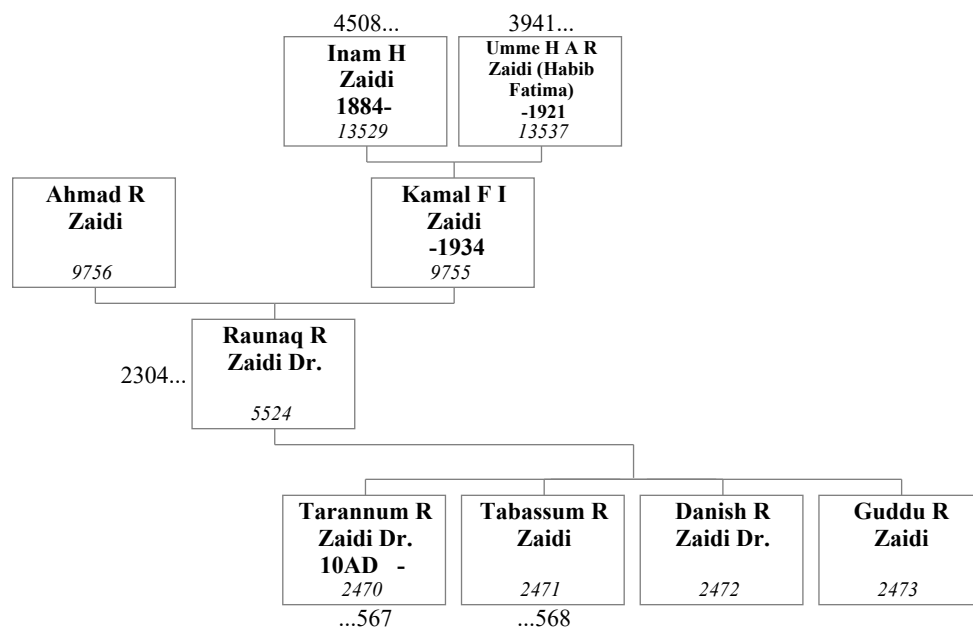 4508...
3941...
Inam H
Zaidi
1884-
13529
Umme H A R
Zaidi (Habib
Fatima)
-1921
13537
Ahmad R
Zaidi
9756
Kamal F I
Zaidi
-1934
9755
2304...
Raunaq R
Zaidi Dr.
5524
Tarannum R
Zaidi Dr.
10AD -
2470
...567
Tabassum R
Zaidi
2471
...568
Danish R
Zaidi Dr.
2472
Guddu R
Zaidi
2473